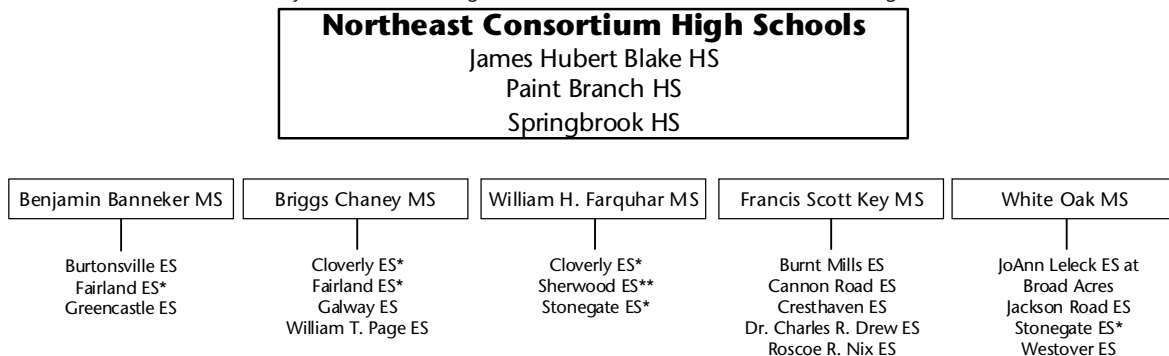 Northeast Consortium High Schools
James Hubert Blake HS
Paint Branch HS
Springbrook HS
Benjamin Banneker MS
Burtonsville ES
Fairland ES*
Greencastle ES
Briggs Chaney MS
Cloverly ES*
Fairland ES*
Galway ES
William T. Page ES
William H. Farquhar MS
Cloverly ES*
Sherwood ES**
Stonegate ES*
Francis Scott Key MS
Burnt Mills ES
Cannon Road ES
Cresthaven ES
Dr. Charles R. Drew ES
Roscoe R. Nix ES
White Oak MS
JoAnn Leleck ES at
Broad Acres
Jackson Road ES
Stonegate ES*
Westover ES